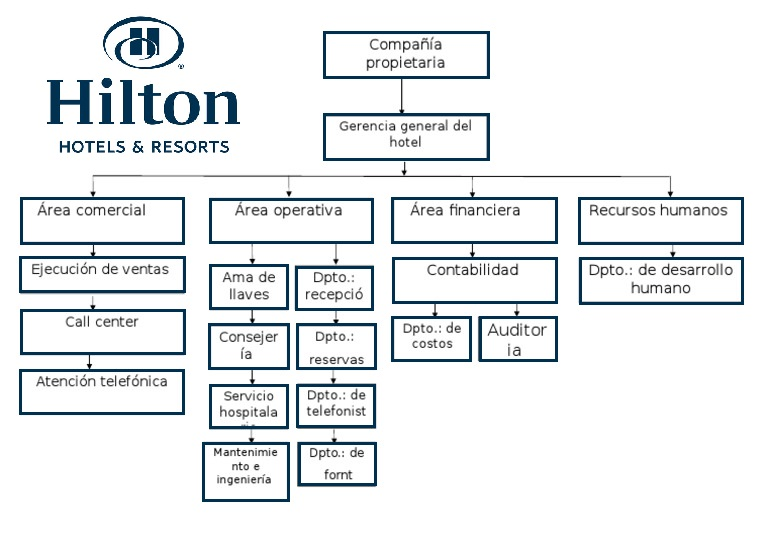 Hilton
HOTELS & RESORTS
Compañía
propietaria
Gerencia general del
hotel
Área comercial
Ejecución de ventas
Call center
Atención telefónica
Área operativa
Ama de
llaves
Consejer
ía
Servicio
hospitala
Mantenimie
nto e
ingeniería
Dpto.:
recepció
Dpto.:
reservas
Dpto.: de
telefonist
Dpto.: de
fornt
Área financiera
Contabilidad
Dpto.: de
costos
Auditor
ia
Recursos humanos
Dpto.: de desarrollo
humano